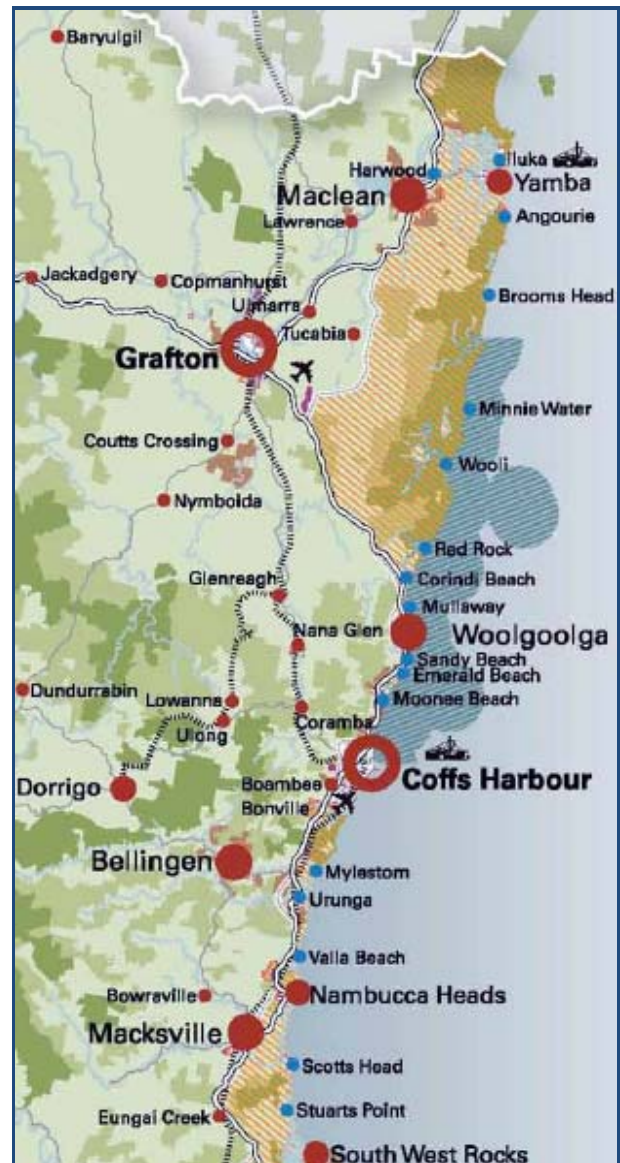 Baryulgil
Iluka
Harwood
Yamba
Maclean
Lawrence
Angourie
Jackadgery
Copmanhurst
Brooms Head
Ulmarra
Tucabia
Grafton
Minnie Water
Coutts Crossing
Wooli
Nymboida
Red Rock
Corindi Beach
Glenreagh
Mullaway
Nana Glen
Woolgoolga
Sandy Beach
Emerald Beach
Dundurrabin
Lowanna
Moonee Beach
Coramba
Ulong
Coffs Harbour
Dorrigo
Boambee
Bonville
Bellingen
Mylestom
Urunga
Valla Beach
Bowraville
Nambucca Heads
Macksville
Scotts Head
Eungai Creek
Stuarts Point
South West Rocks